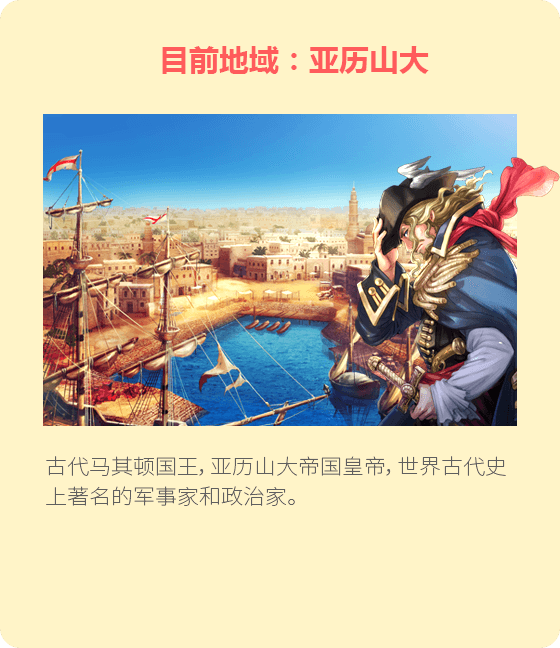 目前地域：亚历山大
古代马其顿国王，亚历山大帝国皇帝，世界古代史
上著名的军事家和政治家。